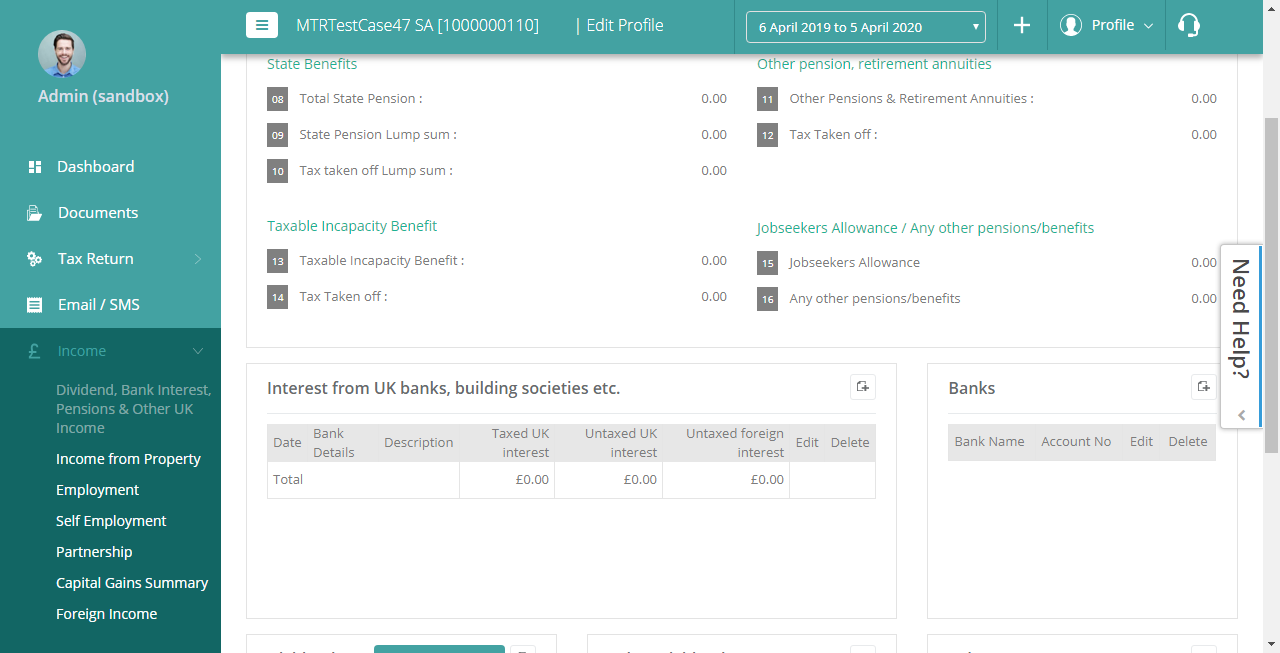 MTRTestCase47 SA [1000000110] | Edit Profile
6 April 2019 to 5 April 2020
Profile
Admin (sandbox)
Dashboard
Documents
Tax Return
Email / SMS
Income
Dividend, Bank Interest,
Pensions & Other UK
Income
Income from Property
Employment
Self Employment
Partnership
Capital Gains Summary
Foreign Income
State Benefits
08 Total State Pension : 0.00
09 State Pension Lump sum : 0.00
10 Tax taken off Lump sum : 0.00
Other pension, retirement annuities
11 Other Pensions & Retirement Annuities : 0.00
12 Tax Taken off : 0.00
Taxable Incapacity Benefit
13 Taxable Incapacity Benefit : 0.00
14 Tax Taken off : 0.00
Jobseekers Allowance / Any other pensions/benefits
15 Jobseekers Allowance 0.00
16 Any other pensions/benefits 0.00
Interest from UK banks, building societies etc.
Date Bank Details Description Taxed UK interest Untaxed UK interest Untaxed foreign interest Edit Delete
Total £0.00 £0.00 £0.00
Banks
Bank Name Account No Edit Delete
Need Help?